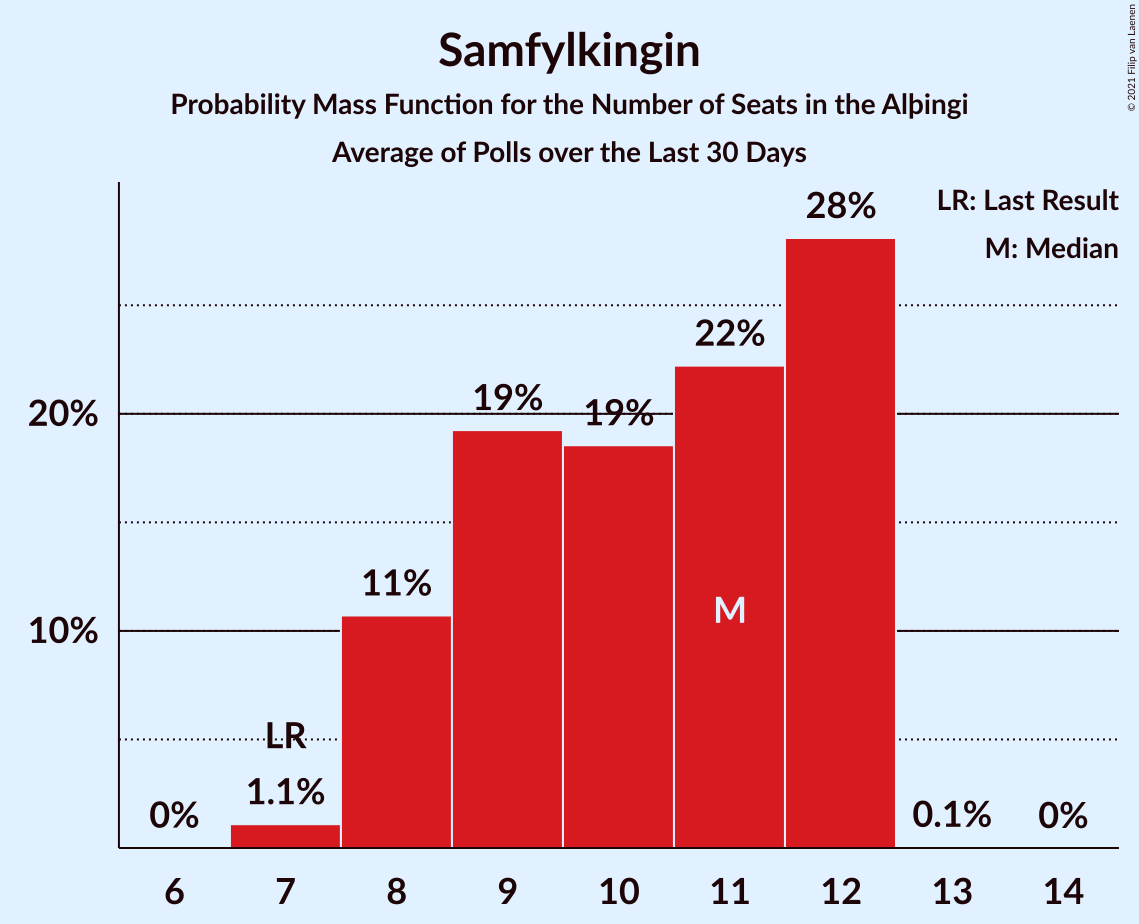 Samfylkingin
Probability Mass Function for the Number of Seats in the Alþingi
Average of Polls over the Last 30 Days
© 2021 Filip van Laenen
LR: Last Result
M: Median
28%
22%
19%
19%
20%
11%
M
10%
LR
1.1%
0%
0.1%
0%
6 7 8 9 10 11 12 13 14